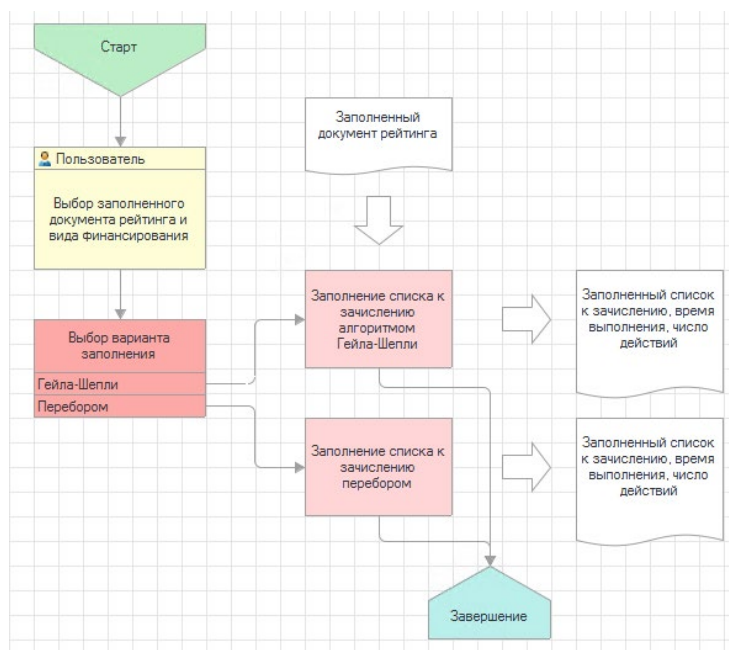 Старт
Заполненный
документ рейтинга
Пользователь
Выбор заполненного
документа рейтинга и
вида финансирования
Выбор варианта
заполнения
Гейла-Шепли
Перебором
Заполнение списка к
зачислению
алгоритмом
Гейла-Шепли
Заполненный список
к зачислению, время
выполнения, число
действий
Заполнение списка к
зачислению
перебором
Заполненный список
к зачислению, время
выполнения, число
действий
Завершение